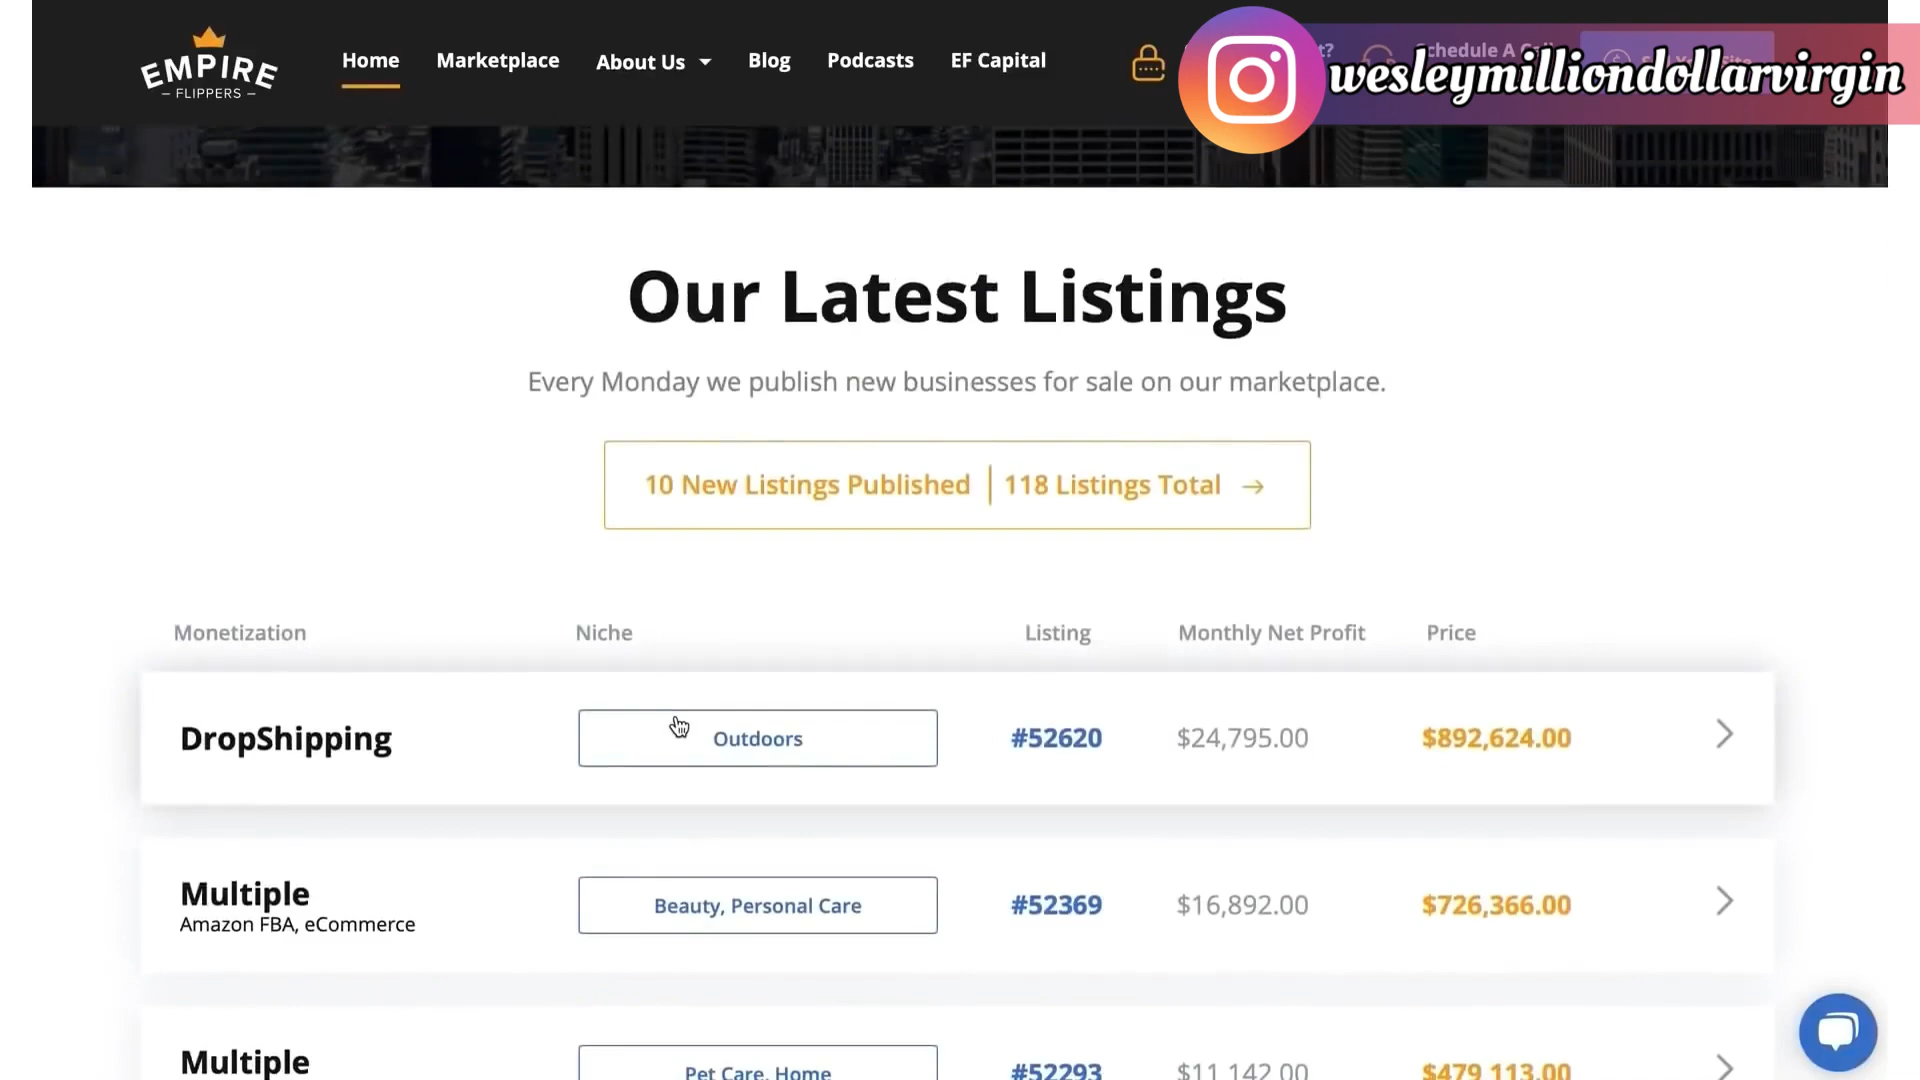 EMPIRE
– FLIPPERS –
Home
Marketplace
About Us
Blog
Podcasts
EF Capital
wesleymilliondollarvirgin
Our Latest Listings
Every Monday we publish new businesses for sale on our marketplace.
10 New Listings Published | 118 Listings Total →
Monetization Niche Listing Monthly Net Profit Price
DropShipping Outdoors #52620 $24,795.00 $892,624.00
Multiple Beauty, Personal Care #52369 $16,892.00 $726,366.00
Amazon FBA, eCommerce
Multiple Pet Care, Home #52293 $11,142.00 $479,113.00